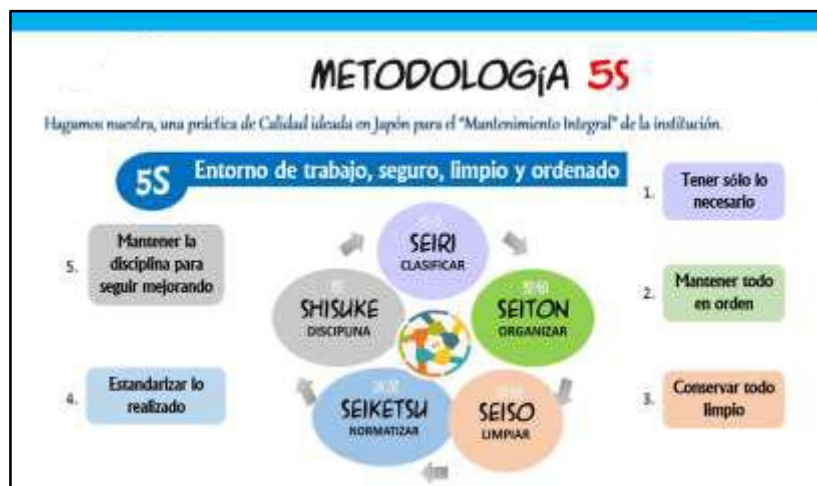 METODOLOGÍA 5S
Hagamos nuestra, una práctica de Calidad ideada en Japón para el "Mantenimiento Integral" de la institución.
5S Entorno de trabajo, seguro, limpio y ordenado
1. Tener sólo lo
necesario
SEIRI
CLASIFICAR
5. Mantener la
disciplina para
seguir mejorando
SHISUKE
DISCIPLINA
SEITON
ORGANIZAR
2. Mantener todo
en orden
4. Estandarizar lo
realizado
SEIKETSU
NORMATIZAR
SEISO
LIMPIAR
3. Conservar todo
limpio